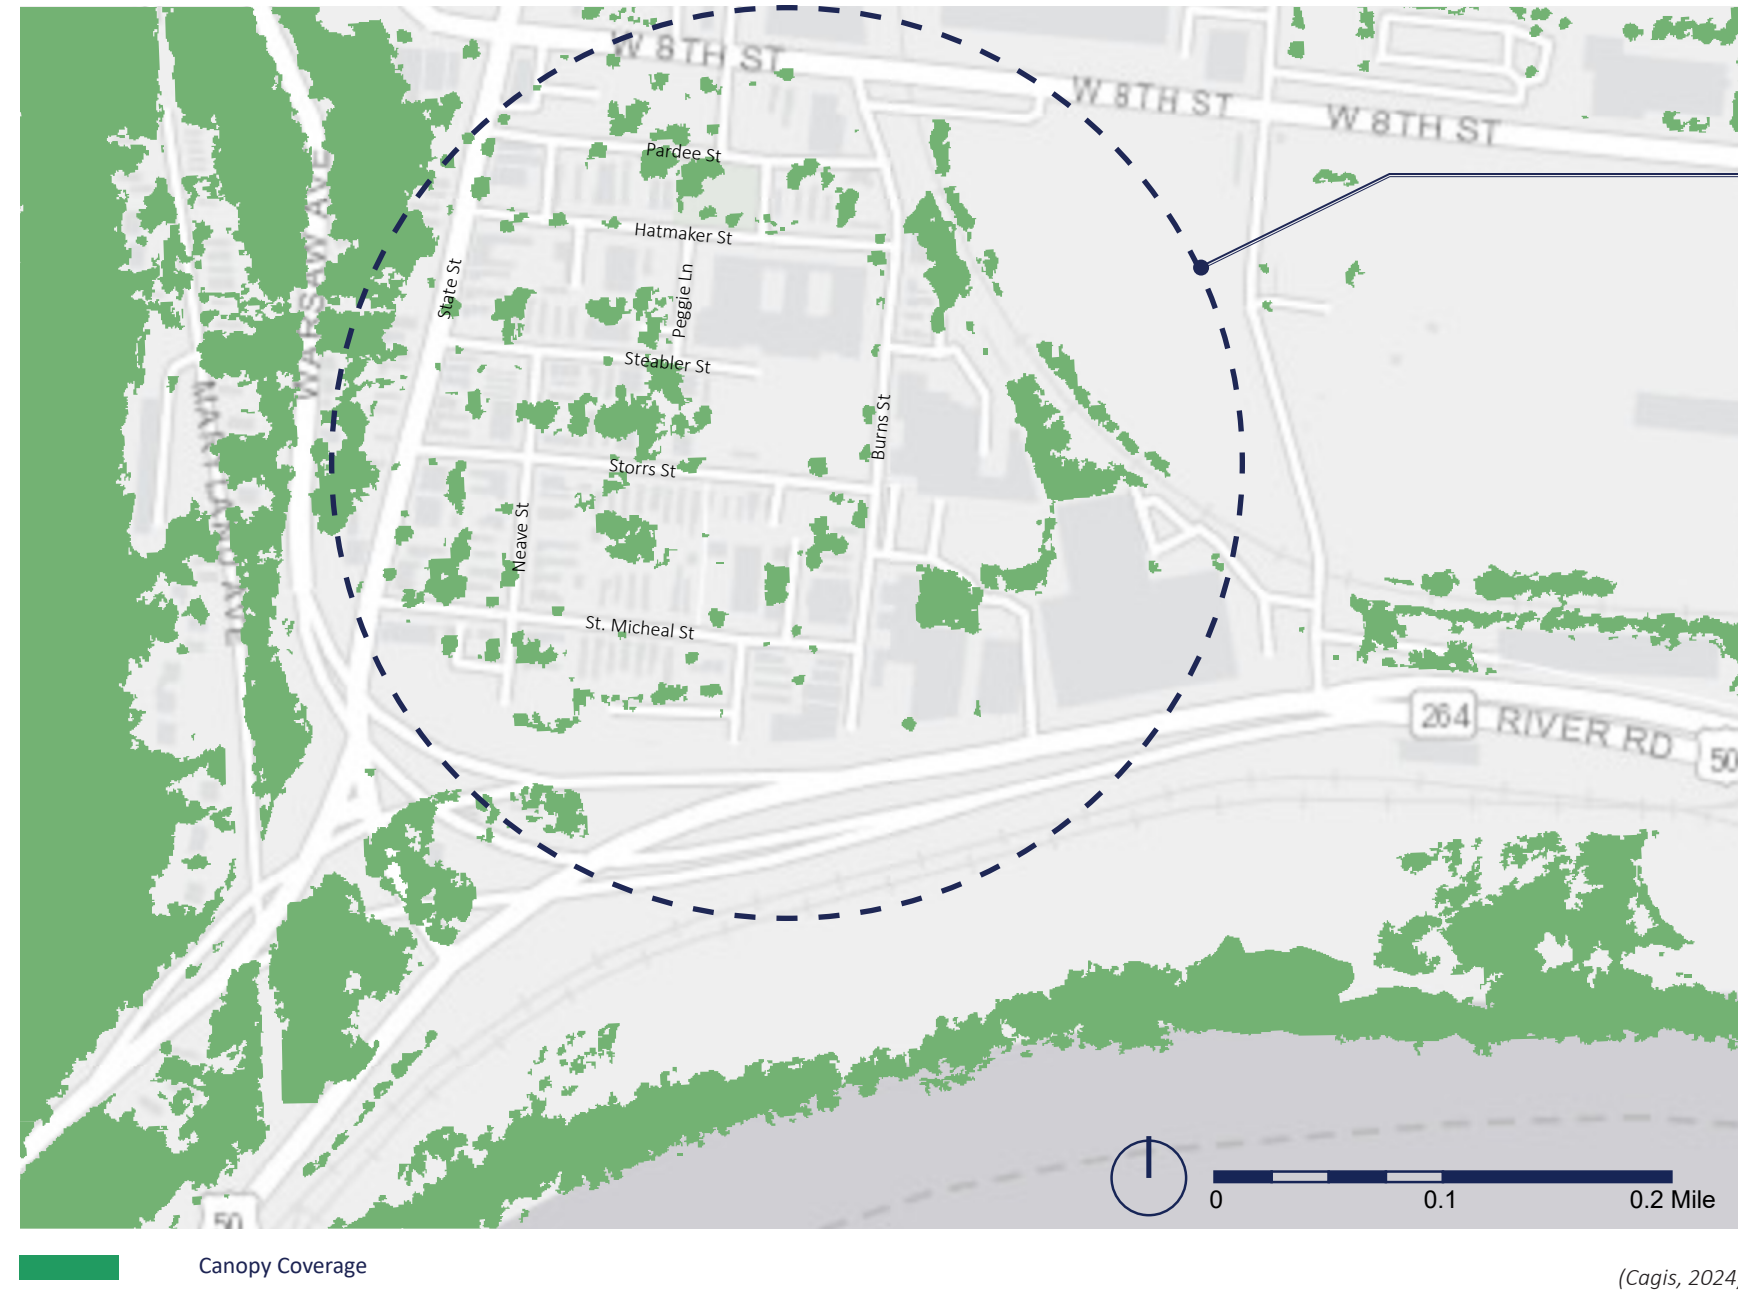 W 8TH ST
W 8TH ST
W 8TH ST
Pardee St
Hatmaker St
WARSAW AVE
State St
Peggie Ln
Steabler St
MARYLAND AVE
Burns St
Storrs St
Neave St
St. Micheal St
264
RIVER RD
50
50
0
0.1
0.2 Mile
Canopy Coverage
(Cagis, 2024)